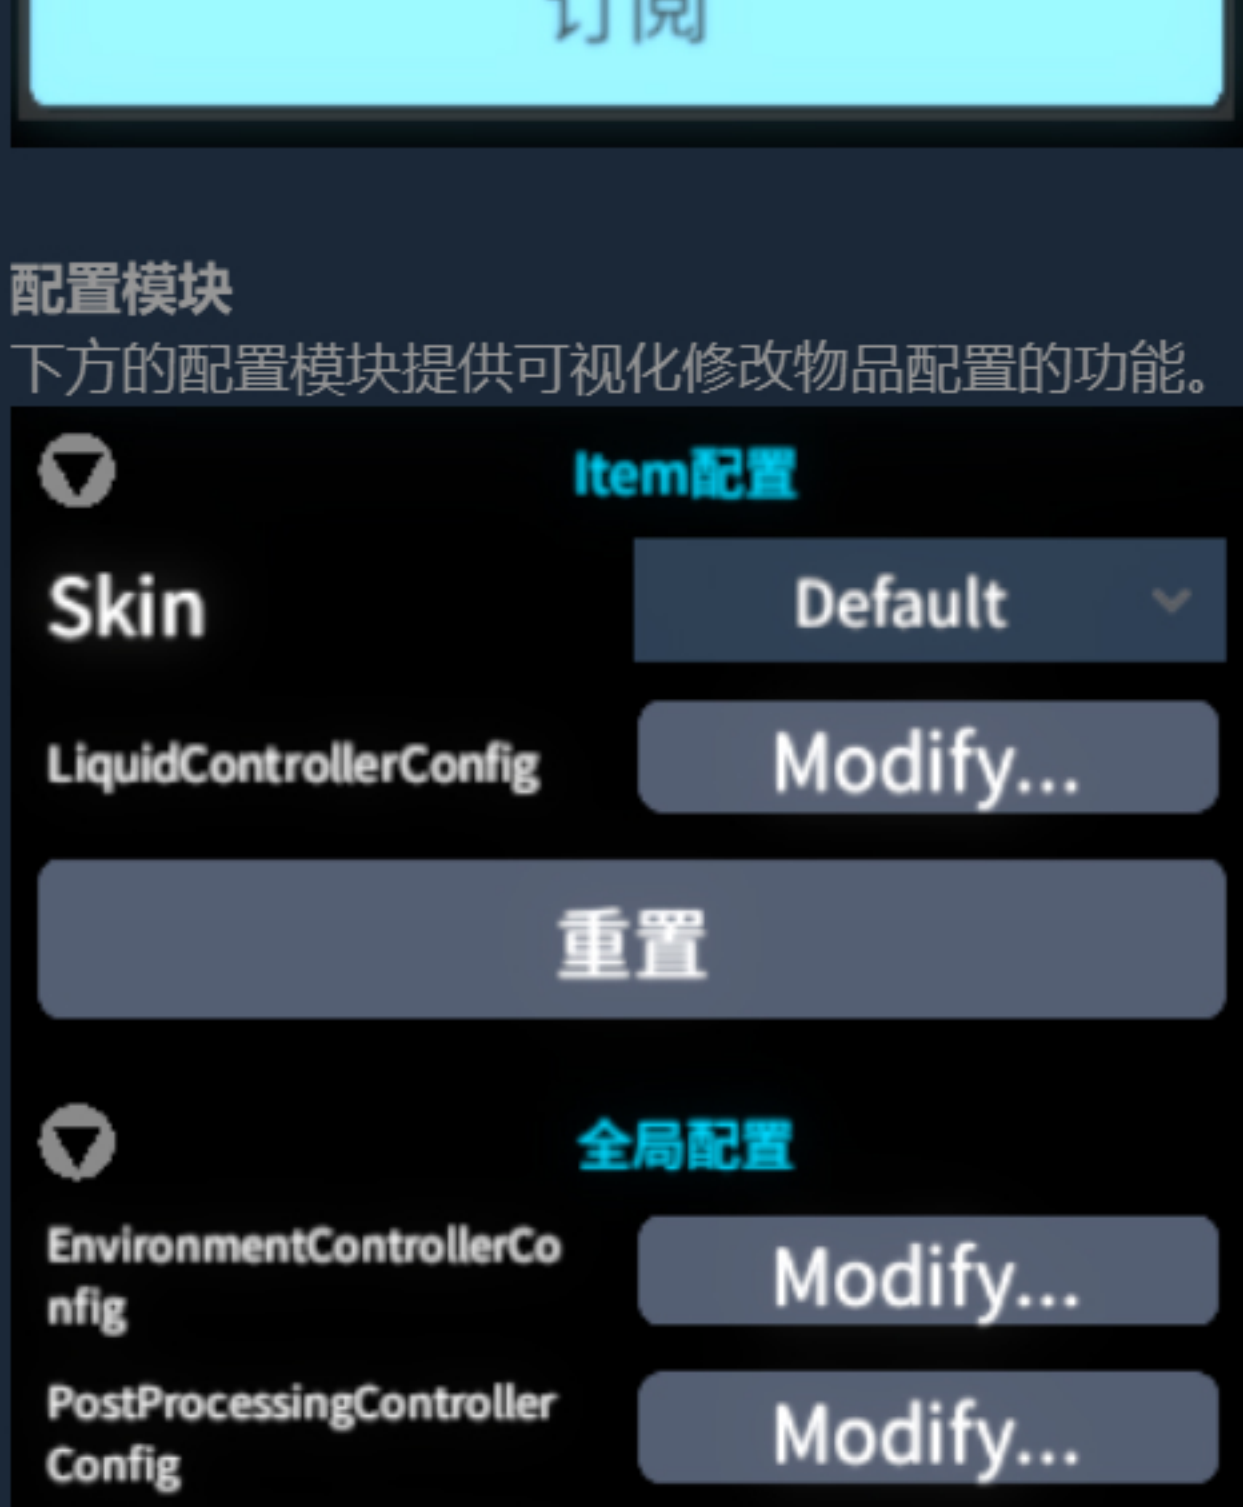 订阅
配置模块
下方的配置模块提供可视化修改物品配置的功能。
Item配置
Skin
Default
LiquidControllerConfig
Modify...
重置
全局配置
EnvironmentControllerCo
nfig
Modify...
PostProcessingController
Config
Modify...